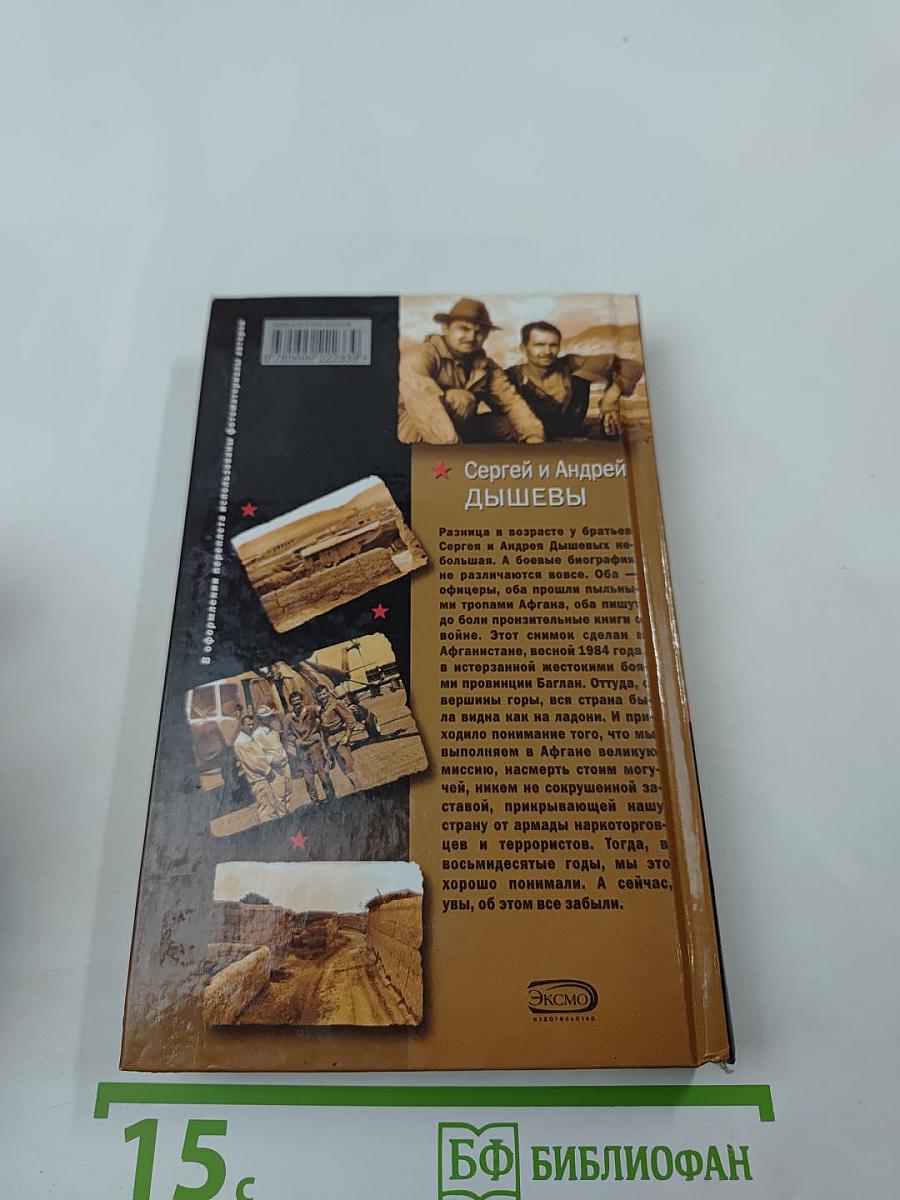 9 785699 222339
В оформлении переплета использованы фотоматериалы авторов
Сергей и Андрей
ДЫШЕВЫ
Разница в возрасте у братьев
Сергея и Андрея Дышевых не-
большая. А боевые биографии
не различаются вовсе. Оба —
офицеры, оба прошли пыльны-
ми тропами Афгана, оба пишут
до боли пронзительные книги о
войне. Этот снимок сделан в
Афганистане, весной 1984 года,
в истерзанной жестокими боя-
ми провинции Баглан. Оттуда, с
вершины горы, вся страна бы-
ла видна как на ладони. И при-
ходило понимание того, что мы
выполняем в Афгане великую
миссию, насмерть стоим могу-
чей, никем не сокрушенной за-
ставой, прикрывающей нашу
страну от армады наркоторгов-
цев и террористов. Тогда, в
восьмидесятые годы, мы это
хорошо понимали. А сейчас,
увы, об этом все забыли.
ЭКСМО
издательство
15 с
БФ БИБЛИОФАН